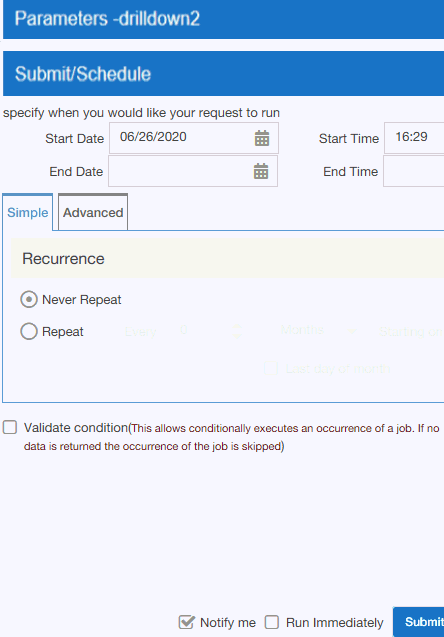 Parameters -drilldown2
Submit/Schedule
specify when you would like your request to run
Start Date 06/26/2020 Start Time 16:29
End Date End Time
Simple Advanced
Recurrence
Never Repeat
Repeat Every Months
Last day of month
Validate condition(This allows conditionally executes an occurrence of a job. If no
data is returned the occurrence of the job is skipped)
Notify me Run Immediately Submit